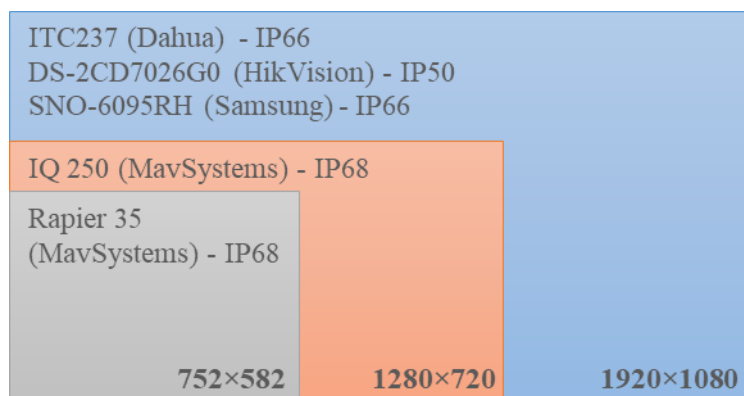 ITC237 (Dahua) - IP66
DS-2CD7026G0 (HikVision) - IP50
SNO-6095RH (Samsung) - IP66
IQ 250 (MavSystems) - IP68
Rapier 35
(MavSystems) - IP68
752×582
1280×720
1920×1080